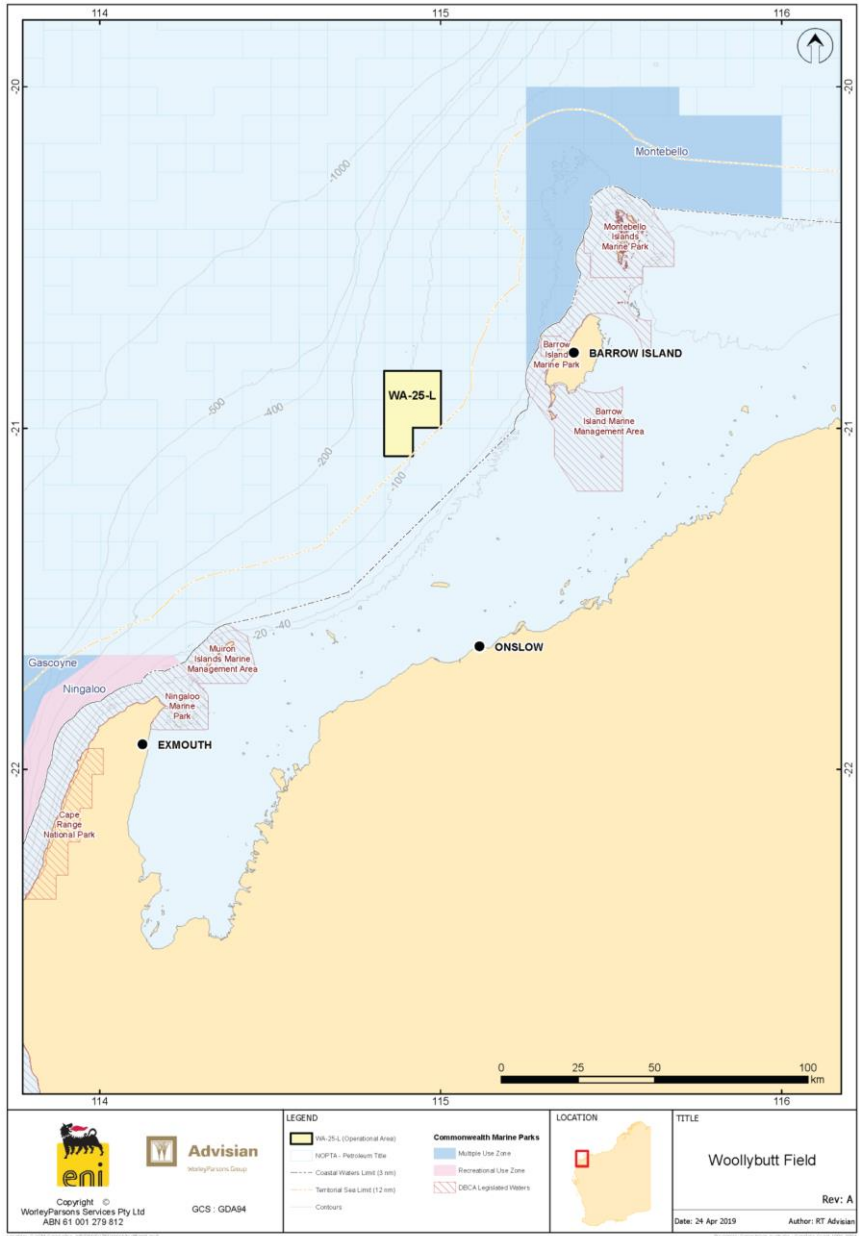 114
115
116
-20
-20
Montebello
-1000
Montebello
Islands
Marine Park
Barrow
Island
Marine Park
BARROW ISLAND
WA-25-L
Barrow
Island Marine
Management Area
-500
-400
-200
-100
-21
-21
-20
-40
Muiron
Islands Marine
Management Area
ONSLOW
Gascoyne
Ningaloo
Ningaloo
Marine
Park
EXMOUTH
-22
-22
Cape
Range
National Park
0 25 50 100
km
114
115
116
eni
Advisian
WorleyParsons Group
Copyright ©
WorleyParsons Services Pty Ltd
ABN 61 001 279 812
GCS : GDA94
LEGEND
WA-25-L (Operational Area)
NOPTA - Petroleum Title
Coastal Waters Limit (3 nm)
Territorial Sea Limit (12 nm)
Contours
Commonwealth Marine Parks
Multiple Use Zone
Recreational Use Zone
DBCA Legislated Waters
LOCATION
TITLE
Woollybutt Field
Rev: A
Date: 24 Apr 2019
Author: RT Advisian